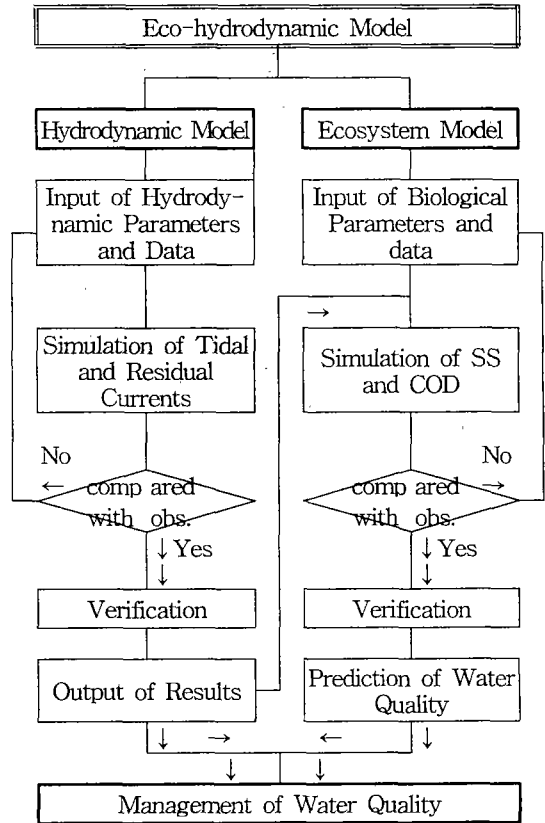 Eco-hydrodynamic Model
Hydrodynamic Model
Ecosystem Model
Input of Hydrody-
namic Parameters
and Data
Input of Biological
Parameters and
data
→
Simulation of Tidal
and Residual
Currents
Simulation of SS
and COD
No
←
comp ared
with obs.
No
→
comp ared
with obs.
↓ Yes
↓
↓ Yes
↓
Verification
Verification
Output of Results
Prediction of Water
Quality
↓ → ← ↓
↓ ↓
Management of Water Quality